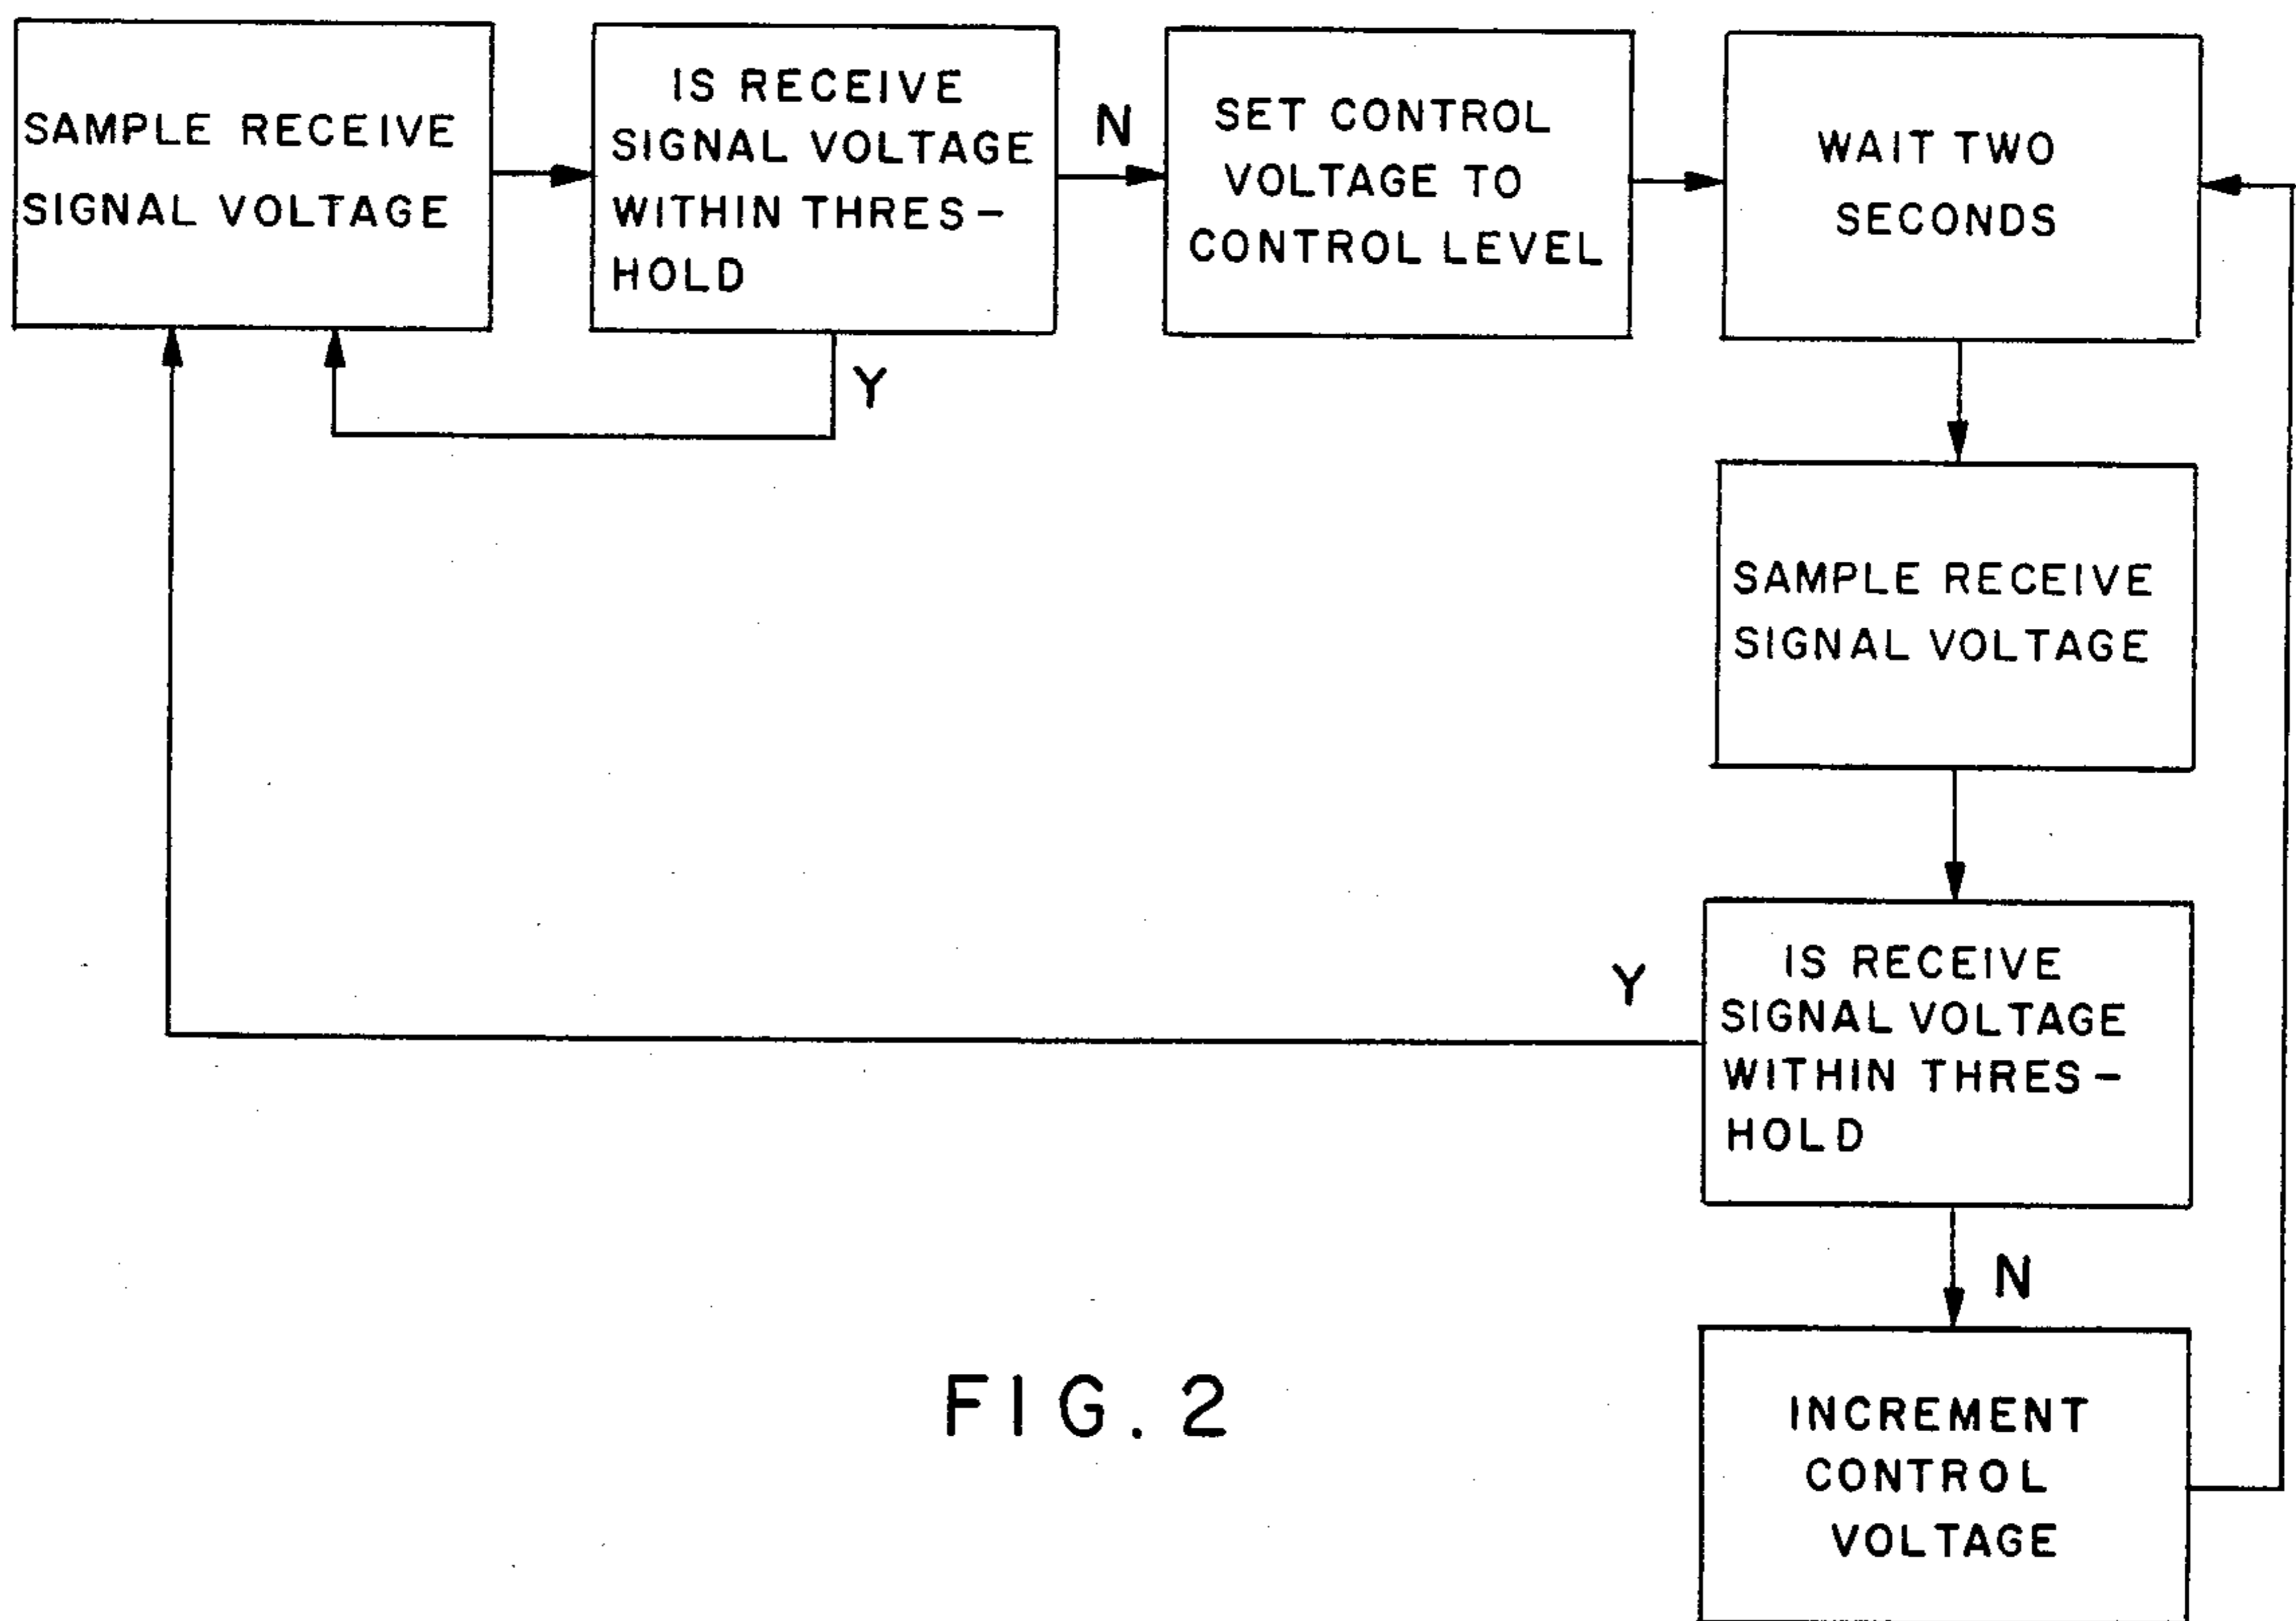 SAMPLE RECEIVE
SIGNAL VOLTAGE
IS RECEIVE
SIGNAL VOLTAGE
WITHIN THRES-
HOLD
N
Y
SET CONTROL
VOLTAGE TO
CONTROL LEVEL
WAIT TWO
SECONDS
SAMPLE RECEIVE
SIGNAL VOLTAGE
IS RECEIVE
SIGNAL VOLTAGE
WITHIN THRES-
HOLD
Y
N
INCREMENT
CONTROL
VOLTAGE
FIG. 2